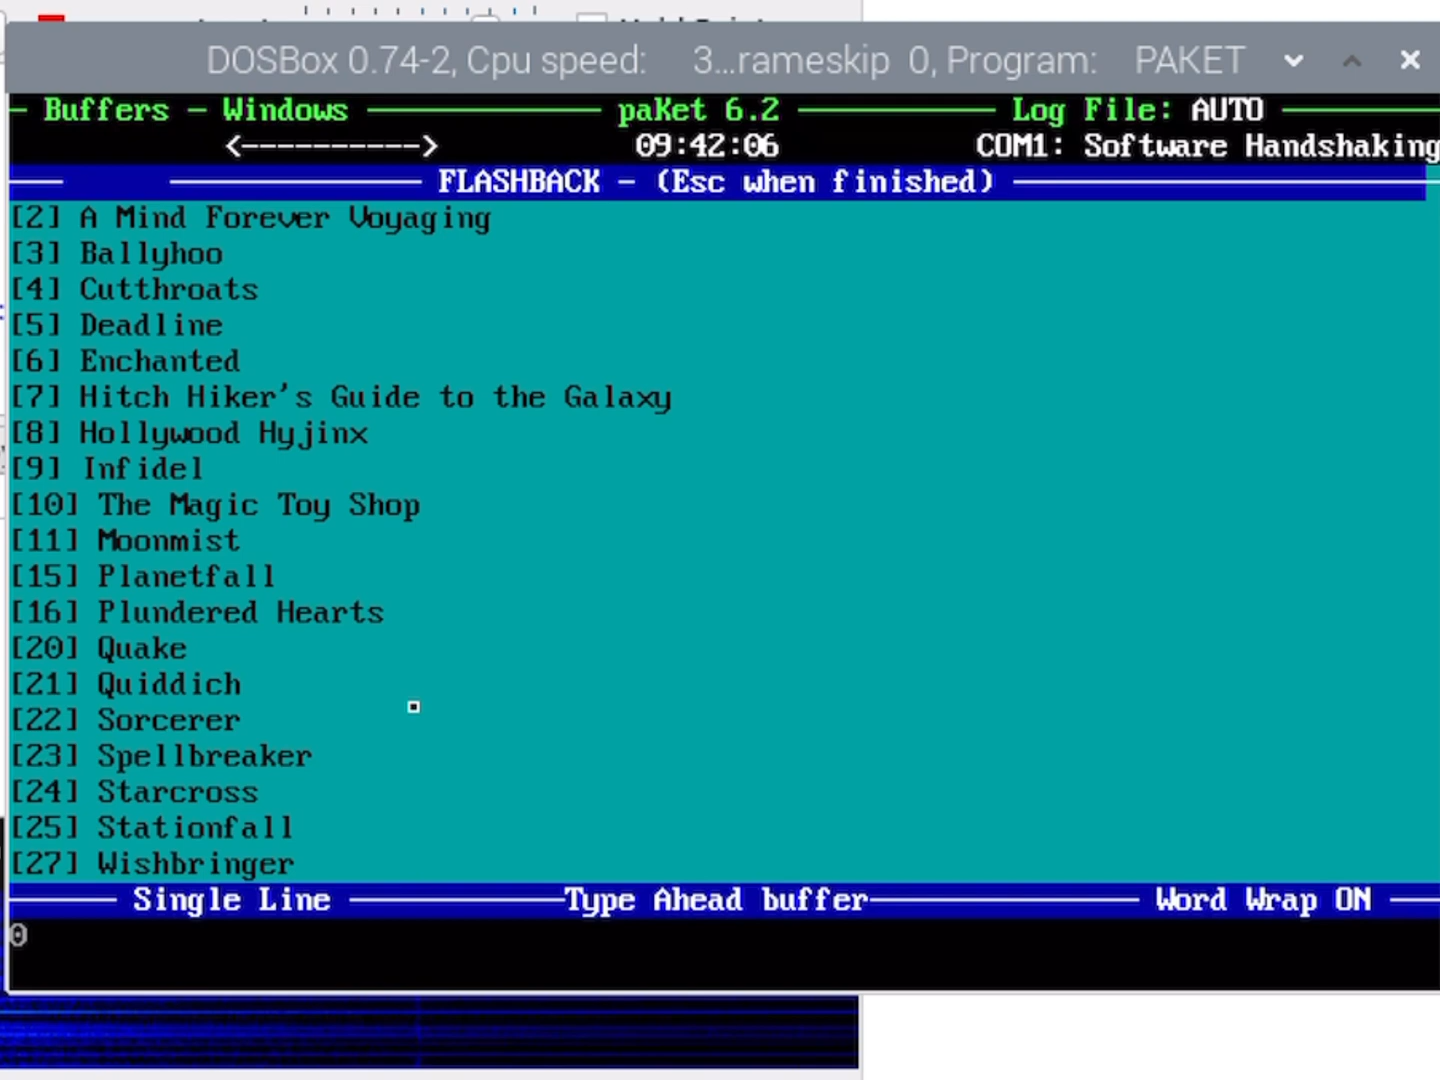 DOSBox 0.74-2, Cpu speed: 3...rameskip 0, Program: PAKET
Buffers - Windows paKet 6.2 Log File: AUTO
<----------> 09:42:06 COM1: Software Handshaking
FLASHBACK - (Esc when finished)
[2] A Mind Forever Voyaging
[3] Ballyhoo
[4] Cutthroats
[5] Deadline
[6] Enchanted
[7] Hitch Hiker's Guide to the Galaxy
[8] Hollywood Hyjinx
[9] Infidel
[10] The Magic Toy Shop
[11] Moonmist
[15] Planetfall
[16] Plundered Hearts
[20] Quake
[21] Quiddich
[22] Sorcerer
[23] Spellbreaker
[24] Starcross
[25] Stationfall
[27] Wishbringer
Single Line Type Ahead buffer Word Wrap ON
0